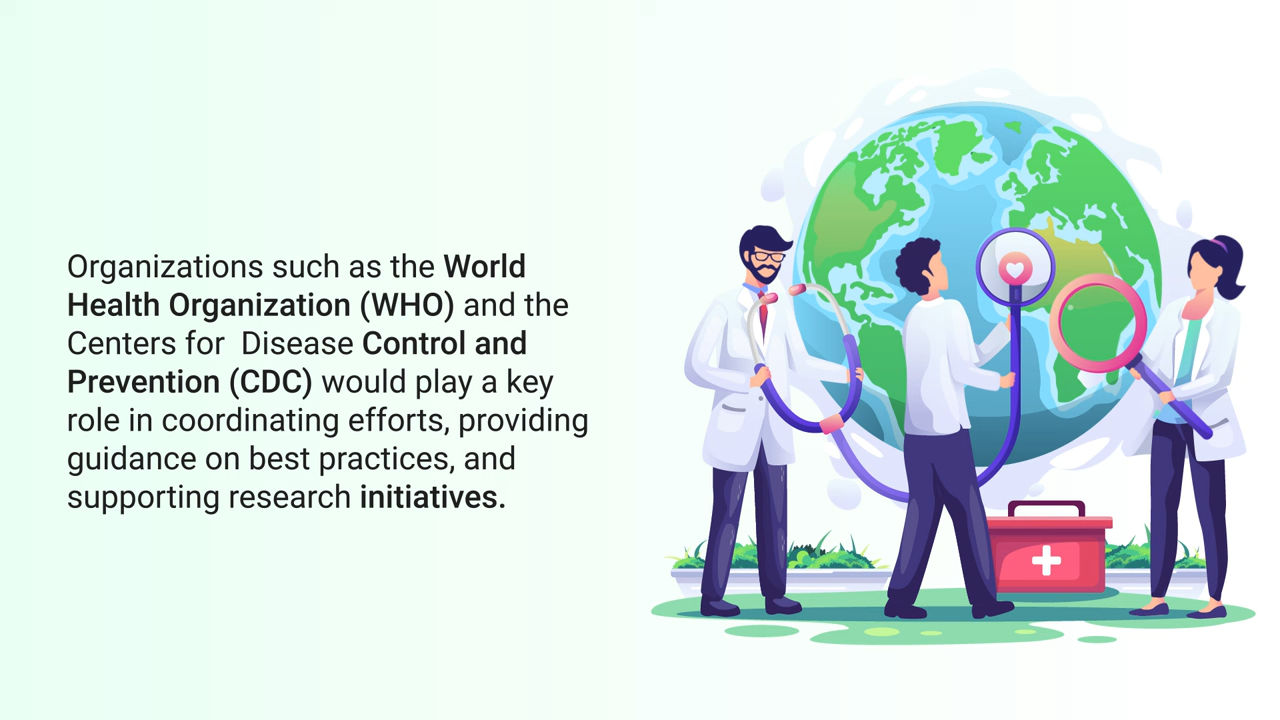 Organizations such as the World
Health Organization (WHO) and the
Centers for  Disease Control and
Prevention (CDC) would play a key
role in coordinating efforts, providing
guidance on best practices, and
supporting research initiatives.